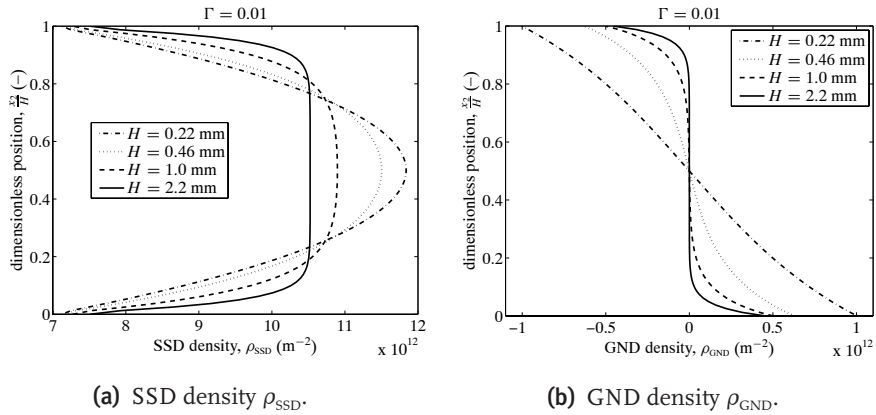 Γ = 0.01
dimensionless position, x₂/H (–)
1
0.8
0.6
0.4
0.2
0
H = 0.22 mm
H = 0.46 mm
H = 1.0 mm
H = 2.2 mm
7 8 9 10 11 12
x 10¹²
SSD density, ρSSD (m⁻²)
(a) SSD density ρSSD.
Γ = 0.01
dimensionless position, x₂/H (–)
1
0.8
0.6
0.4
0.2
0
H = 0.22 mm
H = 0.46 mm
H = 1.0 mm
H = 2.2 mm
−1 −0.5 0 0.5 1
x 10¹²
GND density, ρGND (m⁻²)
(b) GND density ρGND.